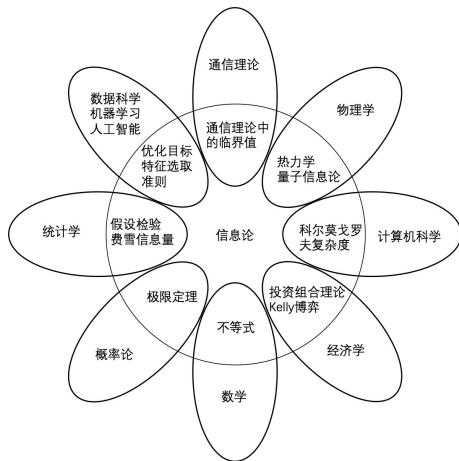 通信理论
通信理论中
的临界值
数据科学
机器学习
人工智能
优化目标
特征选取
准则
物理学
热力学
量子信息论
统计学
假设检验
费雪信息量
信息论
科尔莫戈罗
夫复杂度
计算机科学
极限定理
概率论
不等式
数学
投资组合理论
Kelly博弈
经济学